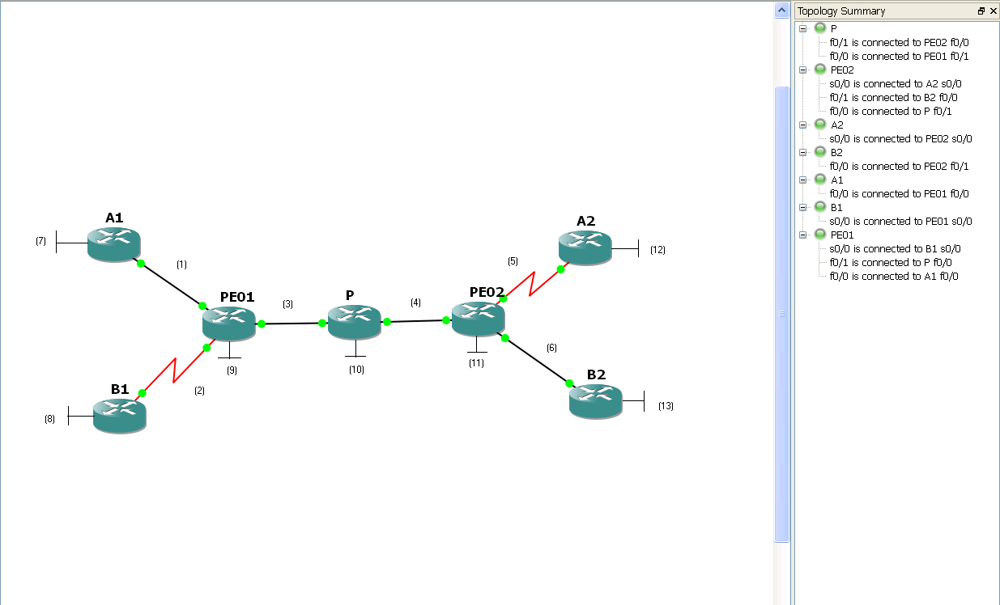 Topology Summary
P
f0/1 is connected to PE02 f0/0
f0/0 is connected to PE01 f0/1
PE02
s0/0 is connected to A2 s0/0
f0/1 is connected to B2 f0/0
f0/0 is connected to P f0/1
A2
s0/0 is connected to PE02 s0/0
B2
f0/0 is connected to PE02 f0/1
A1
f0/0 is connected to PE01 f0/0
B1
s0/0 is connected to PE01 s0/0
PE01
s0/0 is connected to B1 s0/0
f0/1 is connected to P f0/0
f0/0 is connected to A1 f0/0
A1
(7)
(1)
A2
(12)
(5)
PE01
(3)
P
(4)
PE02
(6)
(9)
(10)
(11)
B1
(2)
(8)
B2
(13)